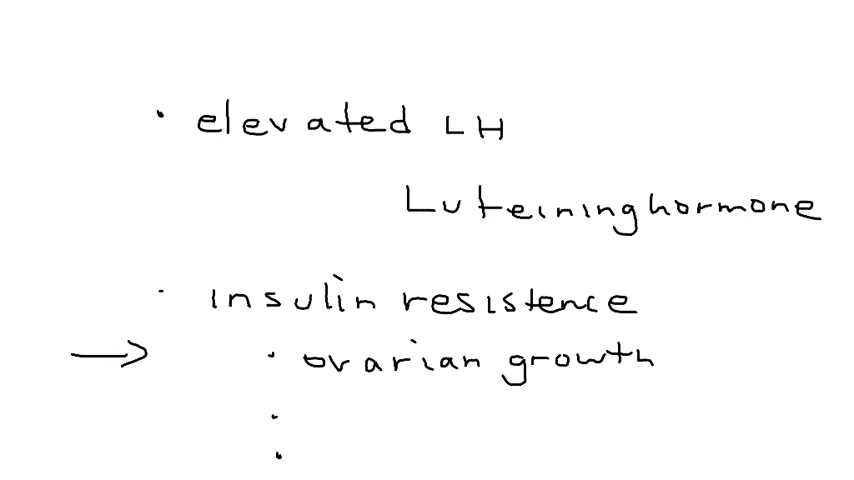 · elevated LH
Luteininghormone
· insulin resistence
→ · ovarian growth
·
·